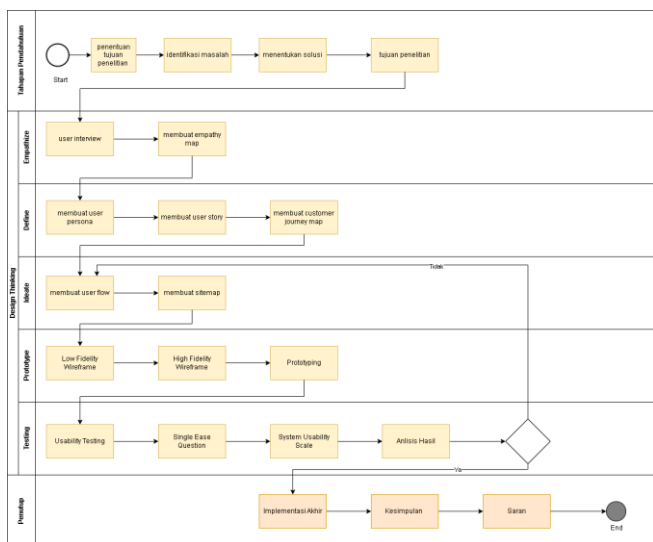 Tahapan Pendahuluan
Start
penentuan
tujuan
penelitian
identifikasi masalah
menentukan solusi
tujuan penelitian
Design Thinking
Empathize
user interview
membuat empathy
map
Define
membuat user
persona
membuat user story
membuat customer
journey map
Ideate
membuat user flow
membuat sitemap
Tidak
Prototype
Low Fidelity
Wireframe
High Fidelity
Wireframe
Prototyping
Testing
Usability Testing
Single Ease
Question
System Usability
Scale
Anlisis Hasil
Ya
Penutup
Implementasi Akhir
Kesimpulan
Saran
End